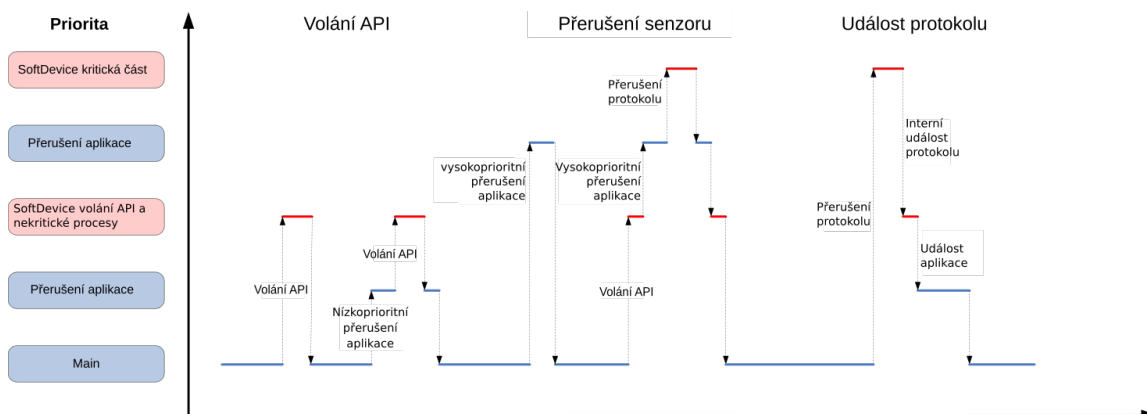 Priorita
Volání API
Přerušení senzoru
Událost protokolu
SoftDevice kritická část
Přerušení aplikace
SoftDevice volání API a
nekritické procesy
Přerušení aplikace
Main
Volání API
Nízkoprioritní
přerušení
aplikace
Volání API
vysokoprioritní
přerušení
aplikace
Volání API
Vysokoprioritní
přerušení
aplikace
Přerušení
protokolu
Přerušení
protokolu
Interní
událost
protokolu
Událost
aplikace